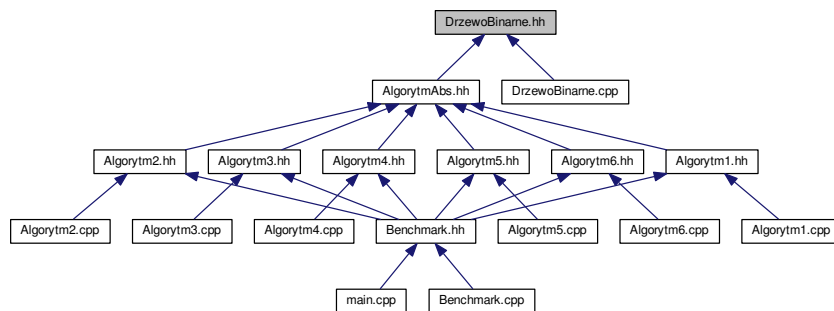 DrzewoBinarne.hh
AlgorytmAbs.hh
DrzewoBinarne.cpp
Algorytm2.hh
Algorytm3.hh
Algorytm4.hh
Algorytm5.hh
Algorytm6.hh
Algorytm1.hh
Algorytm2.cpp
Algorytm3.cpp
Algorytm4.cpp
Benchmark.hh
Algorytm5.cpp
Algorytm6.cpp
Algorytm1.cpp
main.cpp
Benchmark.cpp